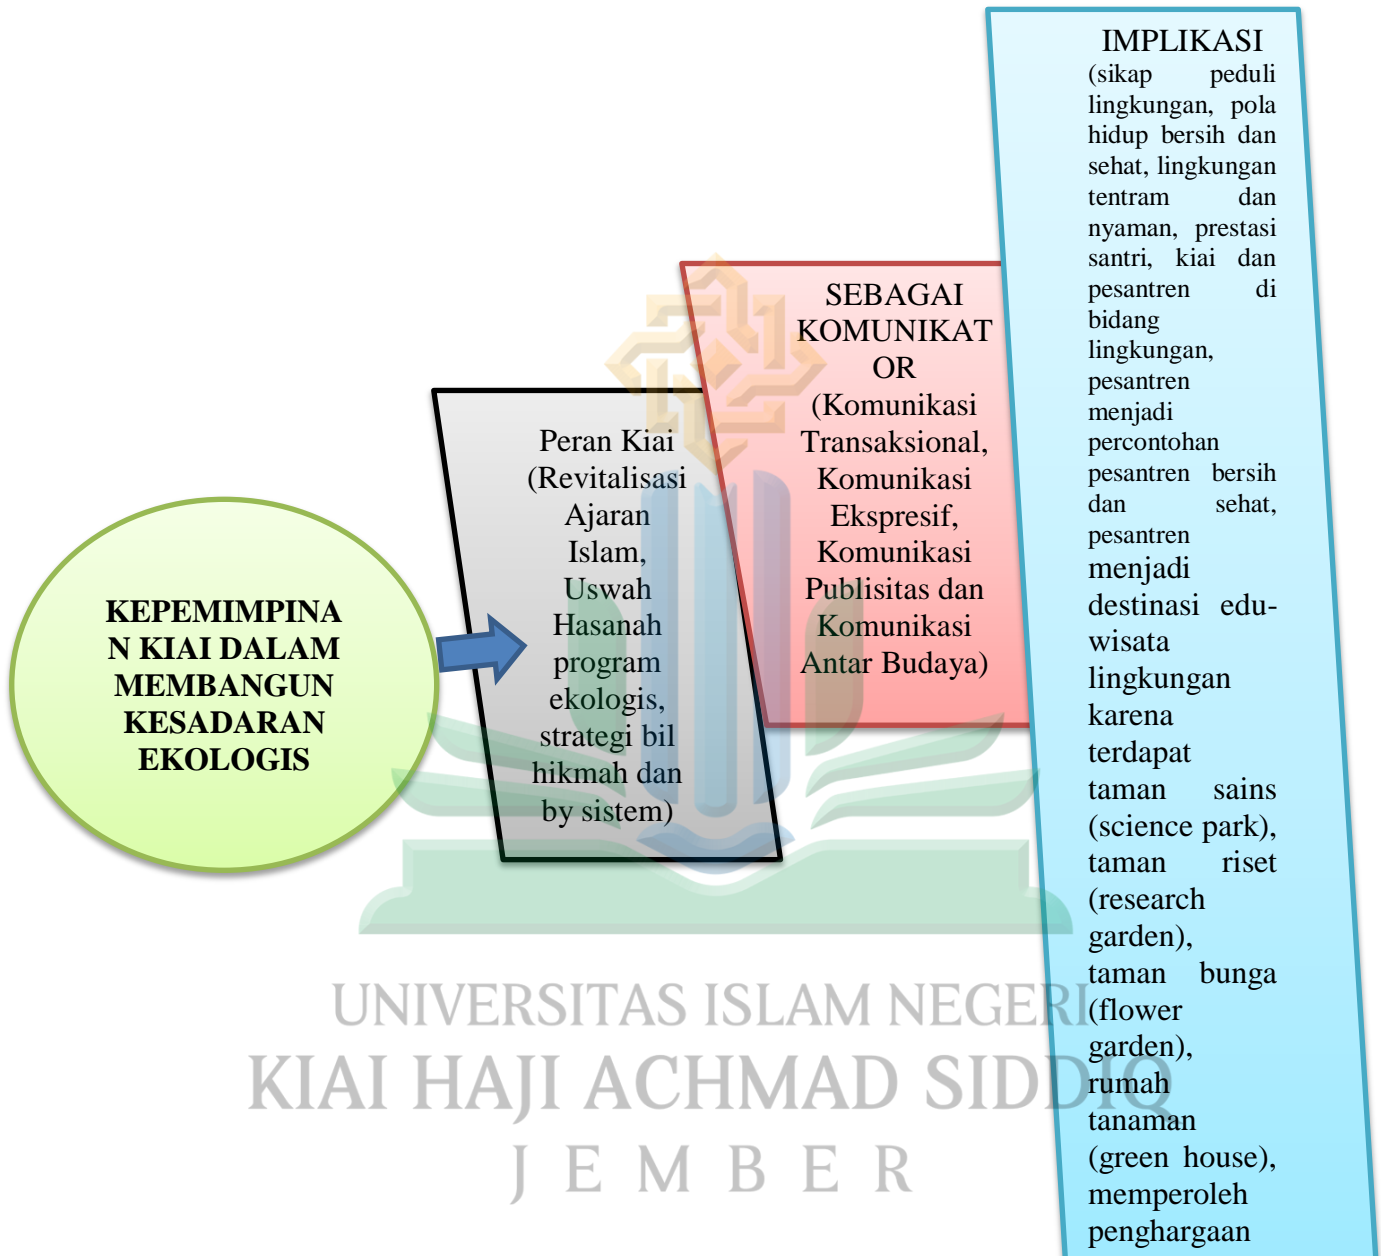 KEPEMIMPINA
N KIAI DALAM
MEMBANGUN
KESADARAN
EKOLOGIS
Peran Kiai
(Revitalisasi
Ajaran
Islam,
Uswah
Hasanah
program
ekologis,
strategi bil
hikmah dan
by sistem)
SEBAGAI
KOMUNIKAT
OR
(Komunikasi
Transaksional,
Komunikasi
Ekspresif,
Komunikasi
Publisitas dan
Komunikasi
Antar Budaya)
IMPLIKASI
(sikap peduli
lingkungan, pola
hidup bersih dan
sehat, lingkungan
tentram dan
nyaman, prestasi
santri, kiai dan
pesantren di
bidang
lingkungan,
pesantren
menjadi
percontohan
pesantren bersih
dan sehat,
pesantren
menjadi
destinasi edu-
wisata
lingkungan
karena
terdapat
taman sains
(science park),
taman riset
(research
garden),
taman bunga
(flower
garden),
rumah
tanaman
(green house),
memperoleh
penghargaan
UNIVERSITAS ISLAM NEGERI
KIAI HAJI ACHMAD SIDDIQ
JEMBER